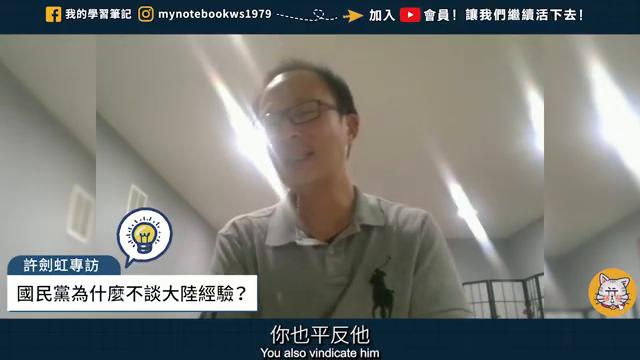 我的學習筆記 mynotebookws1979 加入 會員！讓我們繼續活下去！
許劍虹專訪
國民黨為什麼不談大陸經驗？
你也平反他
You also vindicate him